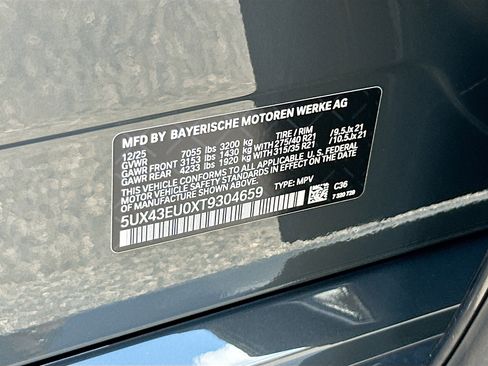 MFD BY BAYERISCHE MOTOREN WERKE AG
12/25 7055 lbs 3200 kg TIRE / RIM
GVWR
GAWR FRONT 3153 lbs 1430 kg WITH 275/40 R21 / 9.5Jx21
GAWR REAR 4233 lbs 1920 kg WITH 315/35 R21 / 10.5Jx21
THIS VEHICLE CONFORMS TO ALL APPLICABLE U.S. FEDERAL
MOTOR VEHICLE SAFETY STANDARDS IN EFFECT ON THE DATE OF
MANUFACTURE SHOWN ABOVE.
5UX43EU0XT9304659 TYPE: MPV C36